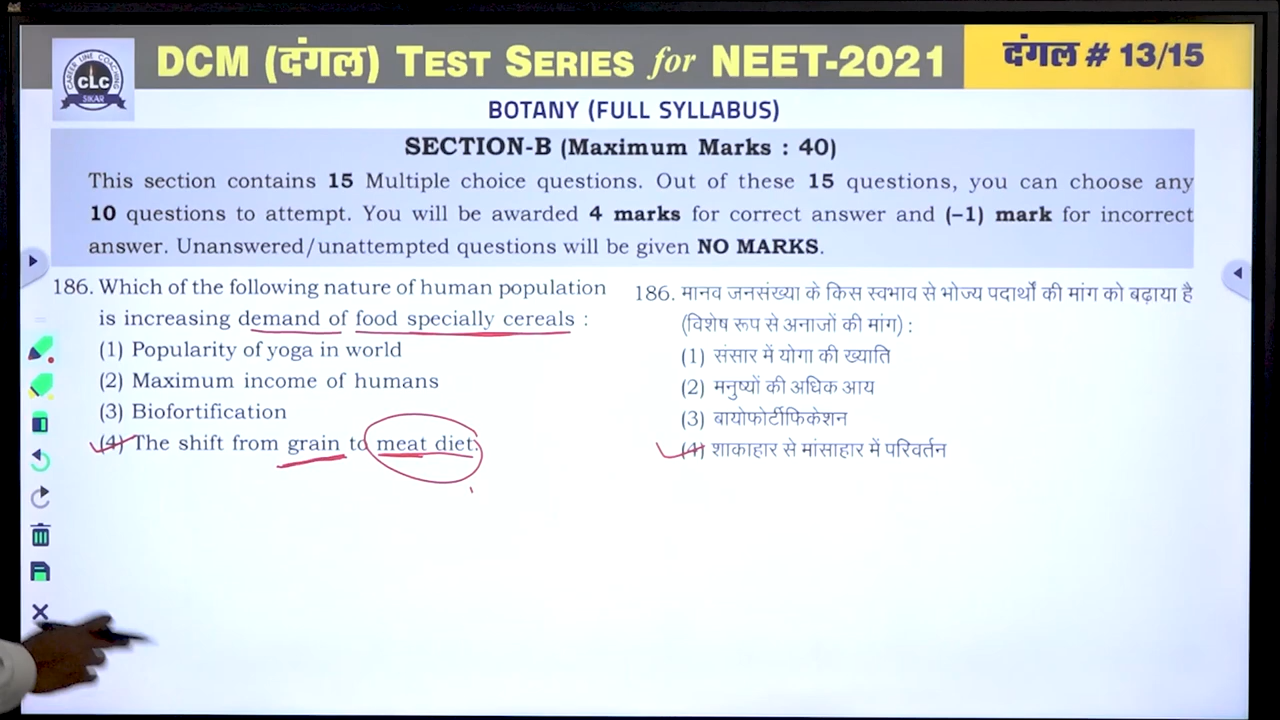 DCM (दंगल) TEST SERIES for NEET-2021
दंगल # 13/15
CAREER LINE COACHING
CLC
SIKAR
BOTANY (FULL SYLLABUS)
SECTION-B (Maximum Marks : 40)
This section contains 15 Multiple choice questions. Out of these 15 questions, you can choose any
10 questions to attempt. You will be awarded 4 marks for correct answer and (–1) mark for incorrect
answer. Unanswered/unattempted questions will be given NO MARKS.
186. Which of the following nature of human population
is increasing demand of food specially cereals :
(1) Popularity of yoga in world
(2) Maximum income of humans
(3) Biofortification
(4) The shift from grain to meat diet.
186. मानव जनसंख्या के किस स्वभाव से भोज्य पदार्थों की मांग को बढ़ाया है
(विशेष रूप से अनाजों की मांग) :
(1) संसार में योगा की ख्याति
(2) मनुष्यों की अधिक आय
(3) बायोफोर्टीफिकेशन
(4) शाकाहार से मांसाहार में परिवर्तन